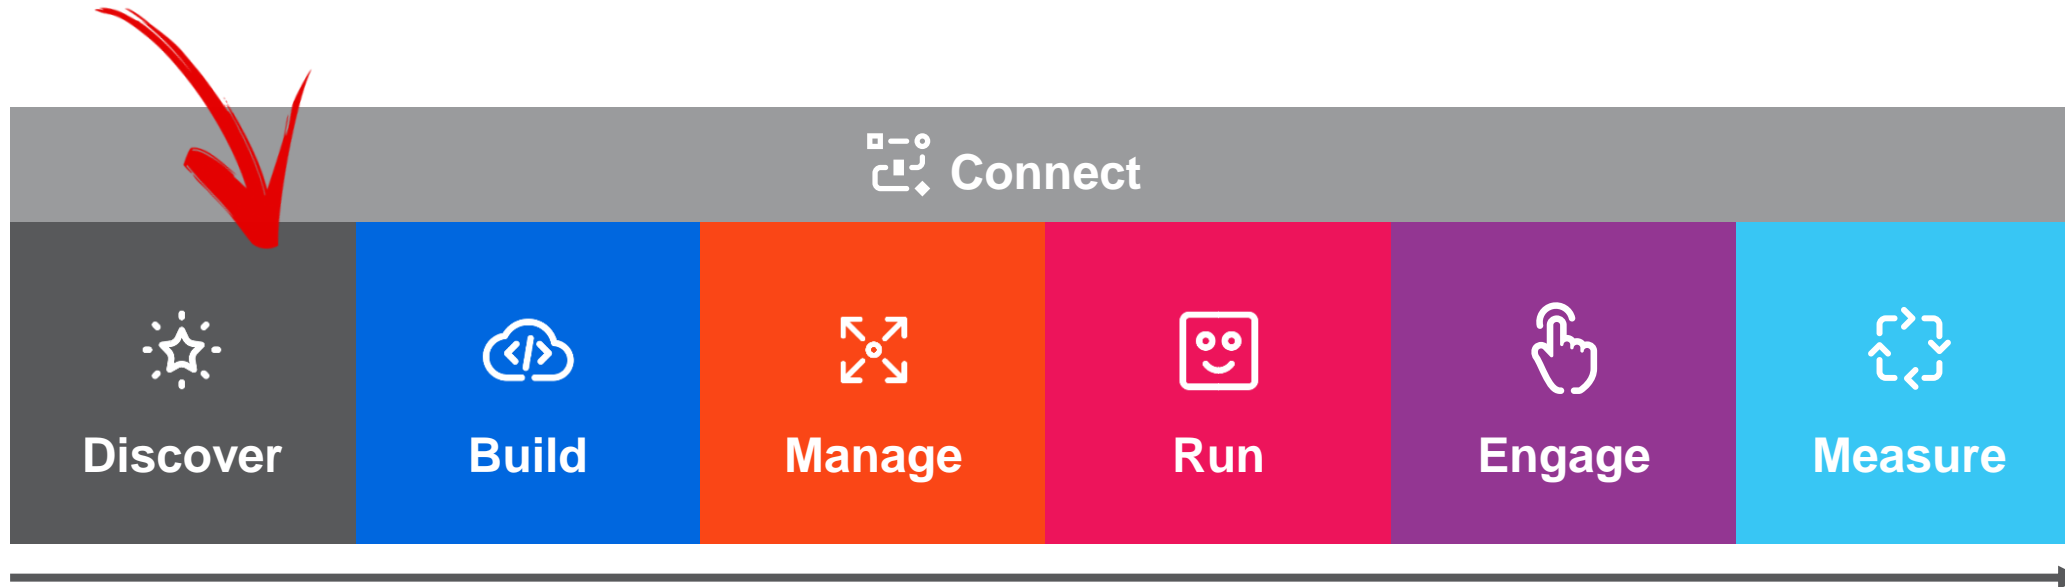 Connect
Discover
Build
Manage
Run
Engage
Measure